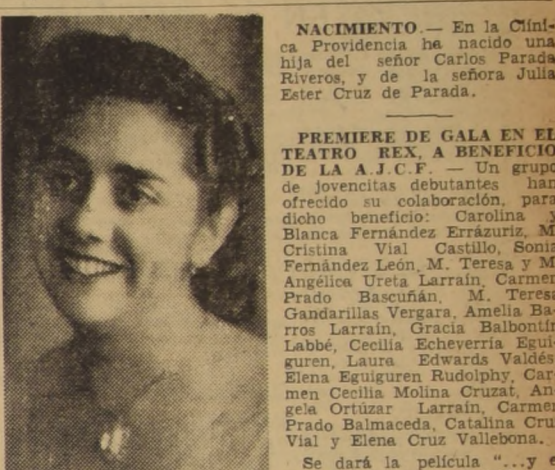 NACIMIENTO.— En la Clíni-
ca Providencia ha nacido una
hija del señor Carlos Parada
Riveros, y de la señora Julia
Ester Cruz de Parada.
PREMIERE DE GALA EN EL
TEATRO REX, A BENEFICIO
DE LA A.J.C.F. — Un grupo
de jovencitas debutantes han
ofrecido su colaboración, para
dicho beneficio: Carolina y
Blanca Fernández Errázuriz, M.
Cristina Vial Castillo, Sonia
Fernández León, M. Teresa y M.
Angélica Ureta Larraín, Carmen
Prado Bascuñán, M. Teresa
Gandarillas Vergara, Amelia Ba-
rros Larraín, Gracia Balbontín
Labbé, Cecilia Echeverría Egui-
guren, Laura Edwards Valdés,
Elena Eguiguren Rudolphy, Car-
men Cecilia Molina Cruzat, An-
gela Ortúzar Larraín, Carmen
Prado Balmaceda, Catalina Cruz
Vial y Elena Cruz Vallebona.
Se dará la película "...y e